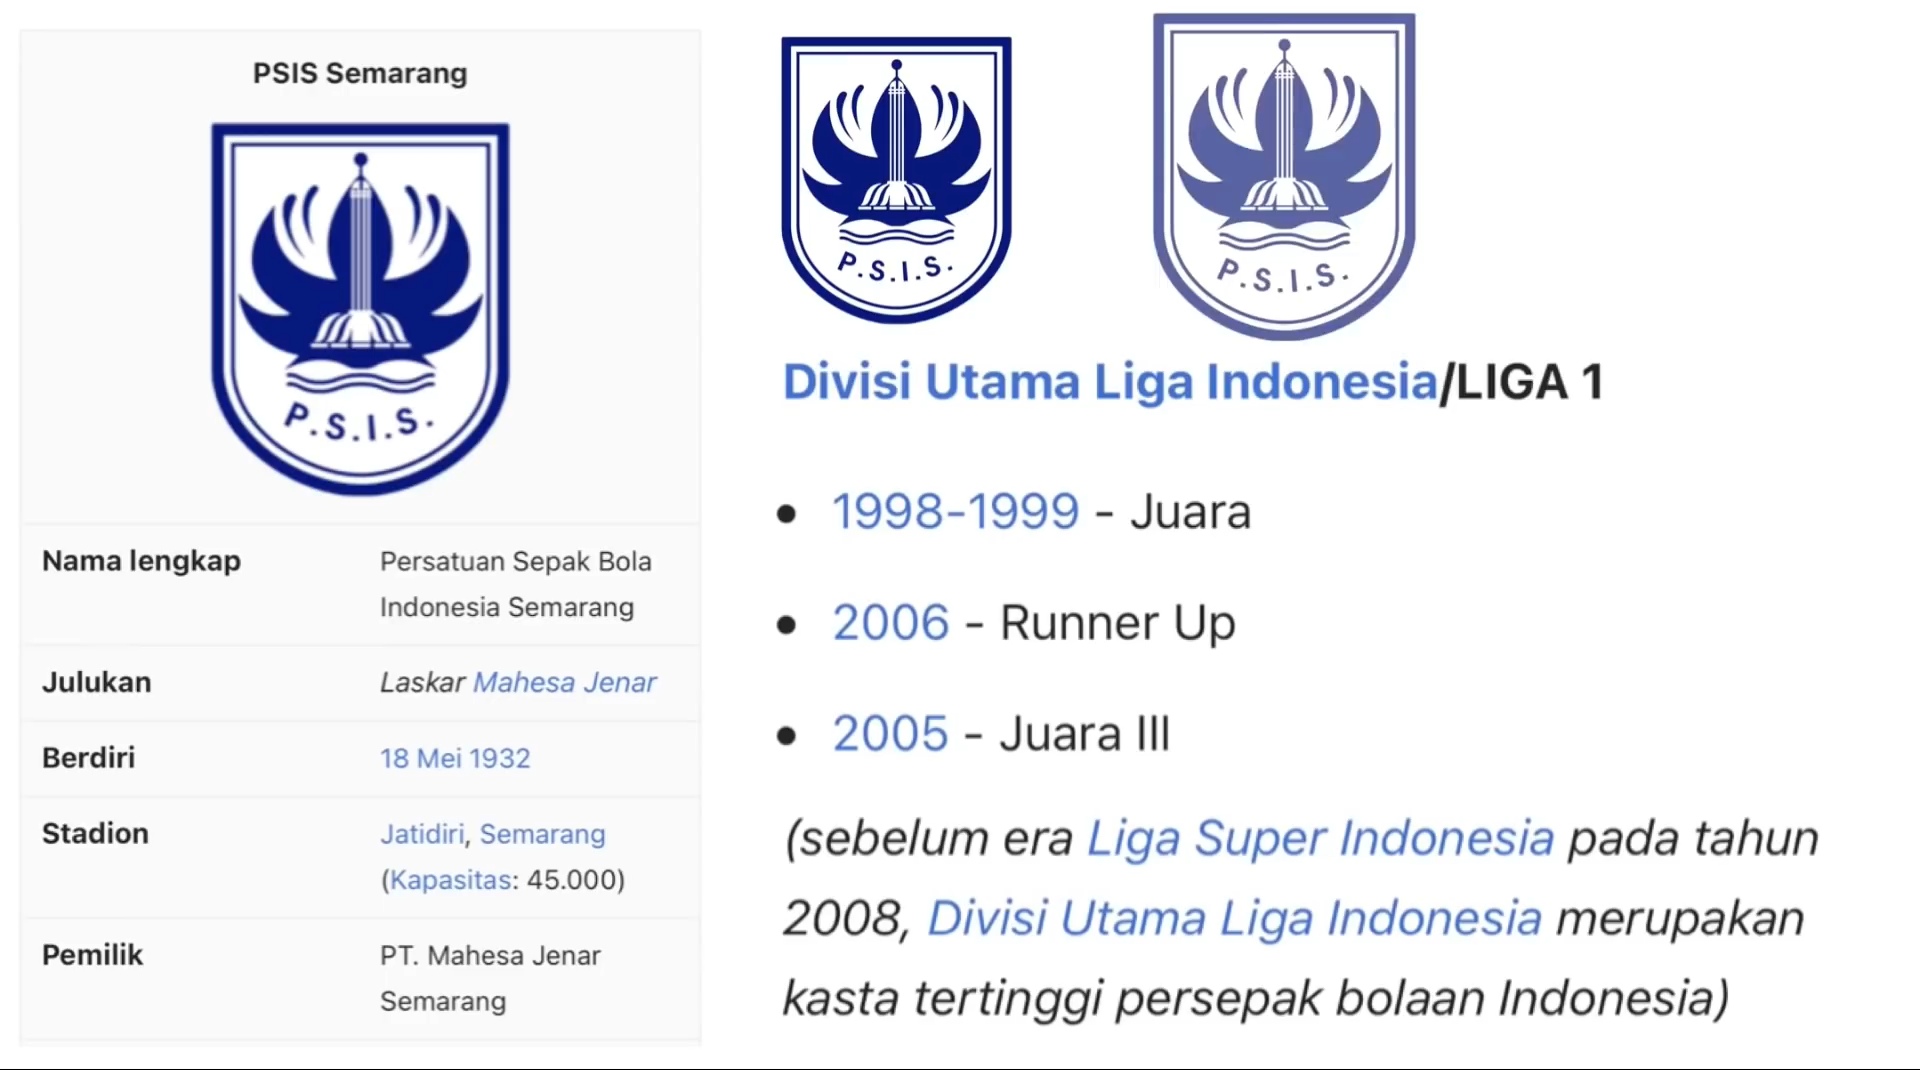 PSIS Semarang
P.S.I.S.
Nama lengkap Persatuan Sepak Bola
Indonesia Semarang
Julukan Laskar Mahesa Jenar
Berdiri 18 Mei 1932
Stadion Jatidiri, Semarang
(Kapasitas: 45.000)
Pemilik PT. Mahesa Jenar
Semarang
P.S.I.S.
P.S.I.S.
Divisi Utama Liga Indonesia/LIGA 1
• 1998-1999 - Juara
• 2006 - Runner Up
• 2005 - Juara III
(sebelum era Liga Super Indonesia pada tahun
2008, Divisi Utama Liga Indonesia merupakan
kasta tertinggi persepak bolaan Indonesia)